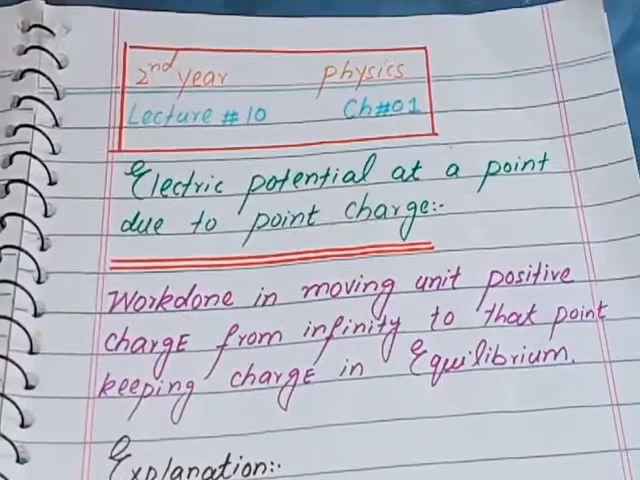 2nd year physics
Lecture # 10 Ch#01
Electric potential at a point
due to point charge:-
Workdone in moving unit positive
chargE from infinity to that point
keeping chargE in Equilibrium.
Explanation:-